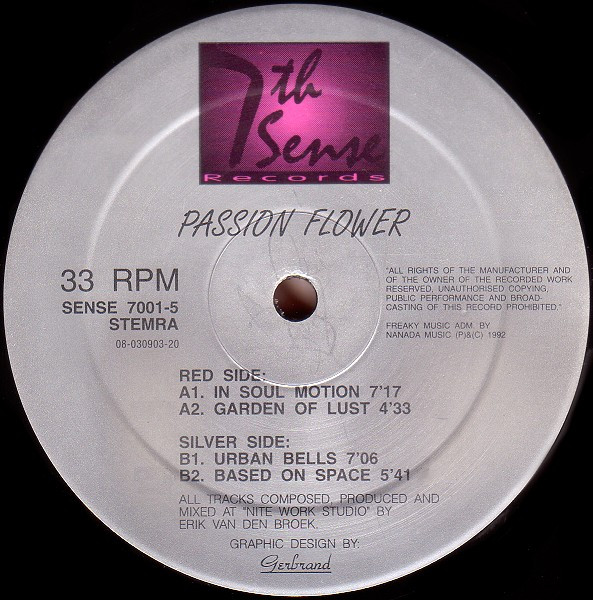 7th
Sense
Records
PASSION FLOWER
33 RPM
SENSE 7001-5
STEMRA
08-030903-20
"ALL RIGHTS OF THE MANUFACTURER AND
OF THE OWNER OF THE RECORDED WORK
RESERVED, UNAUTHORISED COPYING,
PUBLIC PERFORMANCE AND BROAD-
CASTING OF THIS RECORD PROHIBITED."
FREAKY MUSIC ADM. BY
NANADA MUSIC (P)&(C) 1992
RED SIDE:
A1. IN SOUL MOTION 7'17
A2. GARDEN OF LUST 4'33
SILVER SIDE:
B1. URBAN BELLS 7'06
B2. BASED ON SPACE 5'41
ALL TRACKS COMPOSED, PRODUCED AND
MIXED AT "NITE WORK STUDIO" BY
ERIK VAN DEN BROEK.
GRAPHIC DESIGN BY:
Gerbrand